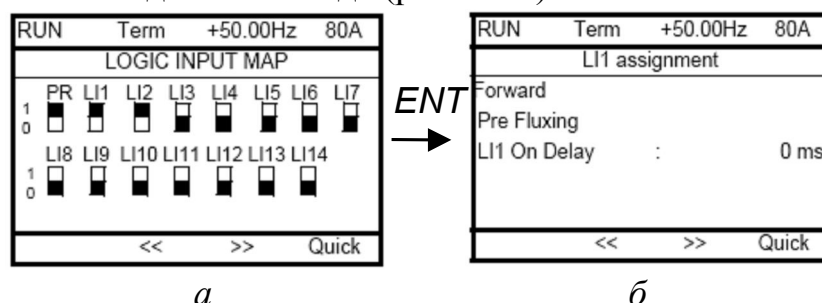 RUN Term +50.00Hz 80A
LOGIC INPUT MAP
PR LI1 LI2 LI3 LI4 LI5 LI6 LI7
1
0
LI8 LI9 LI10 LI11 LI12 LI13 LI14
1
0
<< >> Quick
а
ENT
RUN Term +50.00Hz 80A
LI1 assignment
Forward
Pre Fluxing
LI1 On Delay : 0 ms
<< >> Quick
б